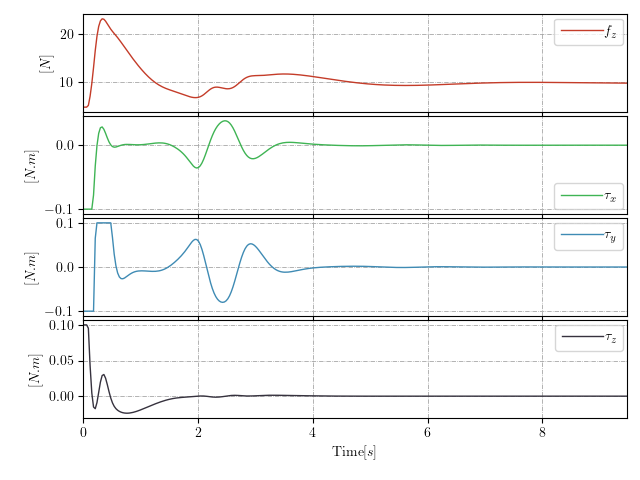 20
10
[N]
f_z
0.0
−0.1
[N.m]
τ_x
0.1
0.0
−0.1
[N.m]
τ_y
0.10
0.05
0.00
[N.m]
τ_z
0 2 4 6 8
Time[s]